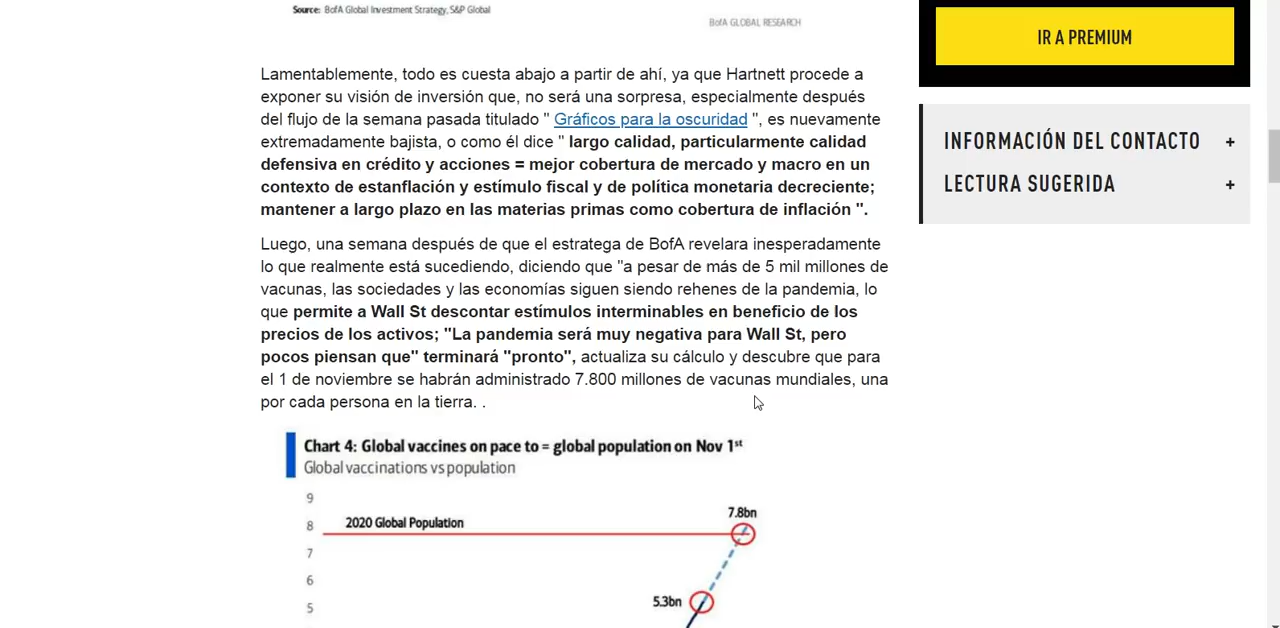 Source: BofA Global Investment Strategy, S&P Global
BofA GLOBAL RESEARCH
IR A PREMIUM
Lamentablemente, todo es cuesta abajo a partir de ahí, ya que Hartnett procede a
exponer su visión de inversión que, no será una sorpresa, especialmente después
del flujo de la semana pasada titulado " Gráficos para la oscuridad ", es nuevamente
extremadamente bajista, o como él dice " largo calidad, particularmente calidad
defensiva en crédito y acciones = mejor cobertura de mercado y macro en un
contexto de estanflación y estímulo fiscal y de política monetaria decreciente;
mantener a largo plazo en las materias primas como cobertura de inflación ".
INFORMACIÓN DEL CONTACTO +
LECTURA SUGERIDA +
Luego, una semana después de que el estratega de BofA revelara inesperadamente
lo que realmente está sucediendo, diciendo que "a pesar de más de 5 mil millones de
vacunas, las sociedades y las economías siguen siendo rehenes de la pandemia, lo
que permite a Wall St descontar estímulos interminables en beneficio de los
precios de los activos; "La pandemia será muy negativa para Wall St, pero
pocos piensan que" terminará "pronto", actualiza su cálculo y descubre que para
el 1 de noviembre se habrán administrado 7.800 millones de vacunas mundiales, una
por cada persona en la tierra. .
Chart 4: Global vaccines on pace to = global population on Nov 1st
Global vaccinations vs population
9
7.8bn
8
2020 Global Population
7
6
5
5.3bn